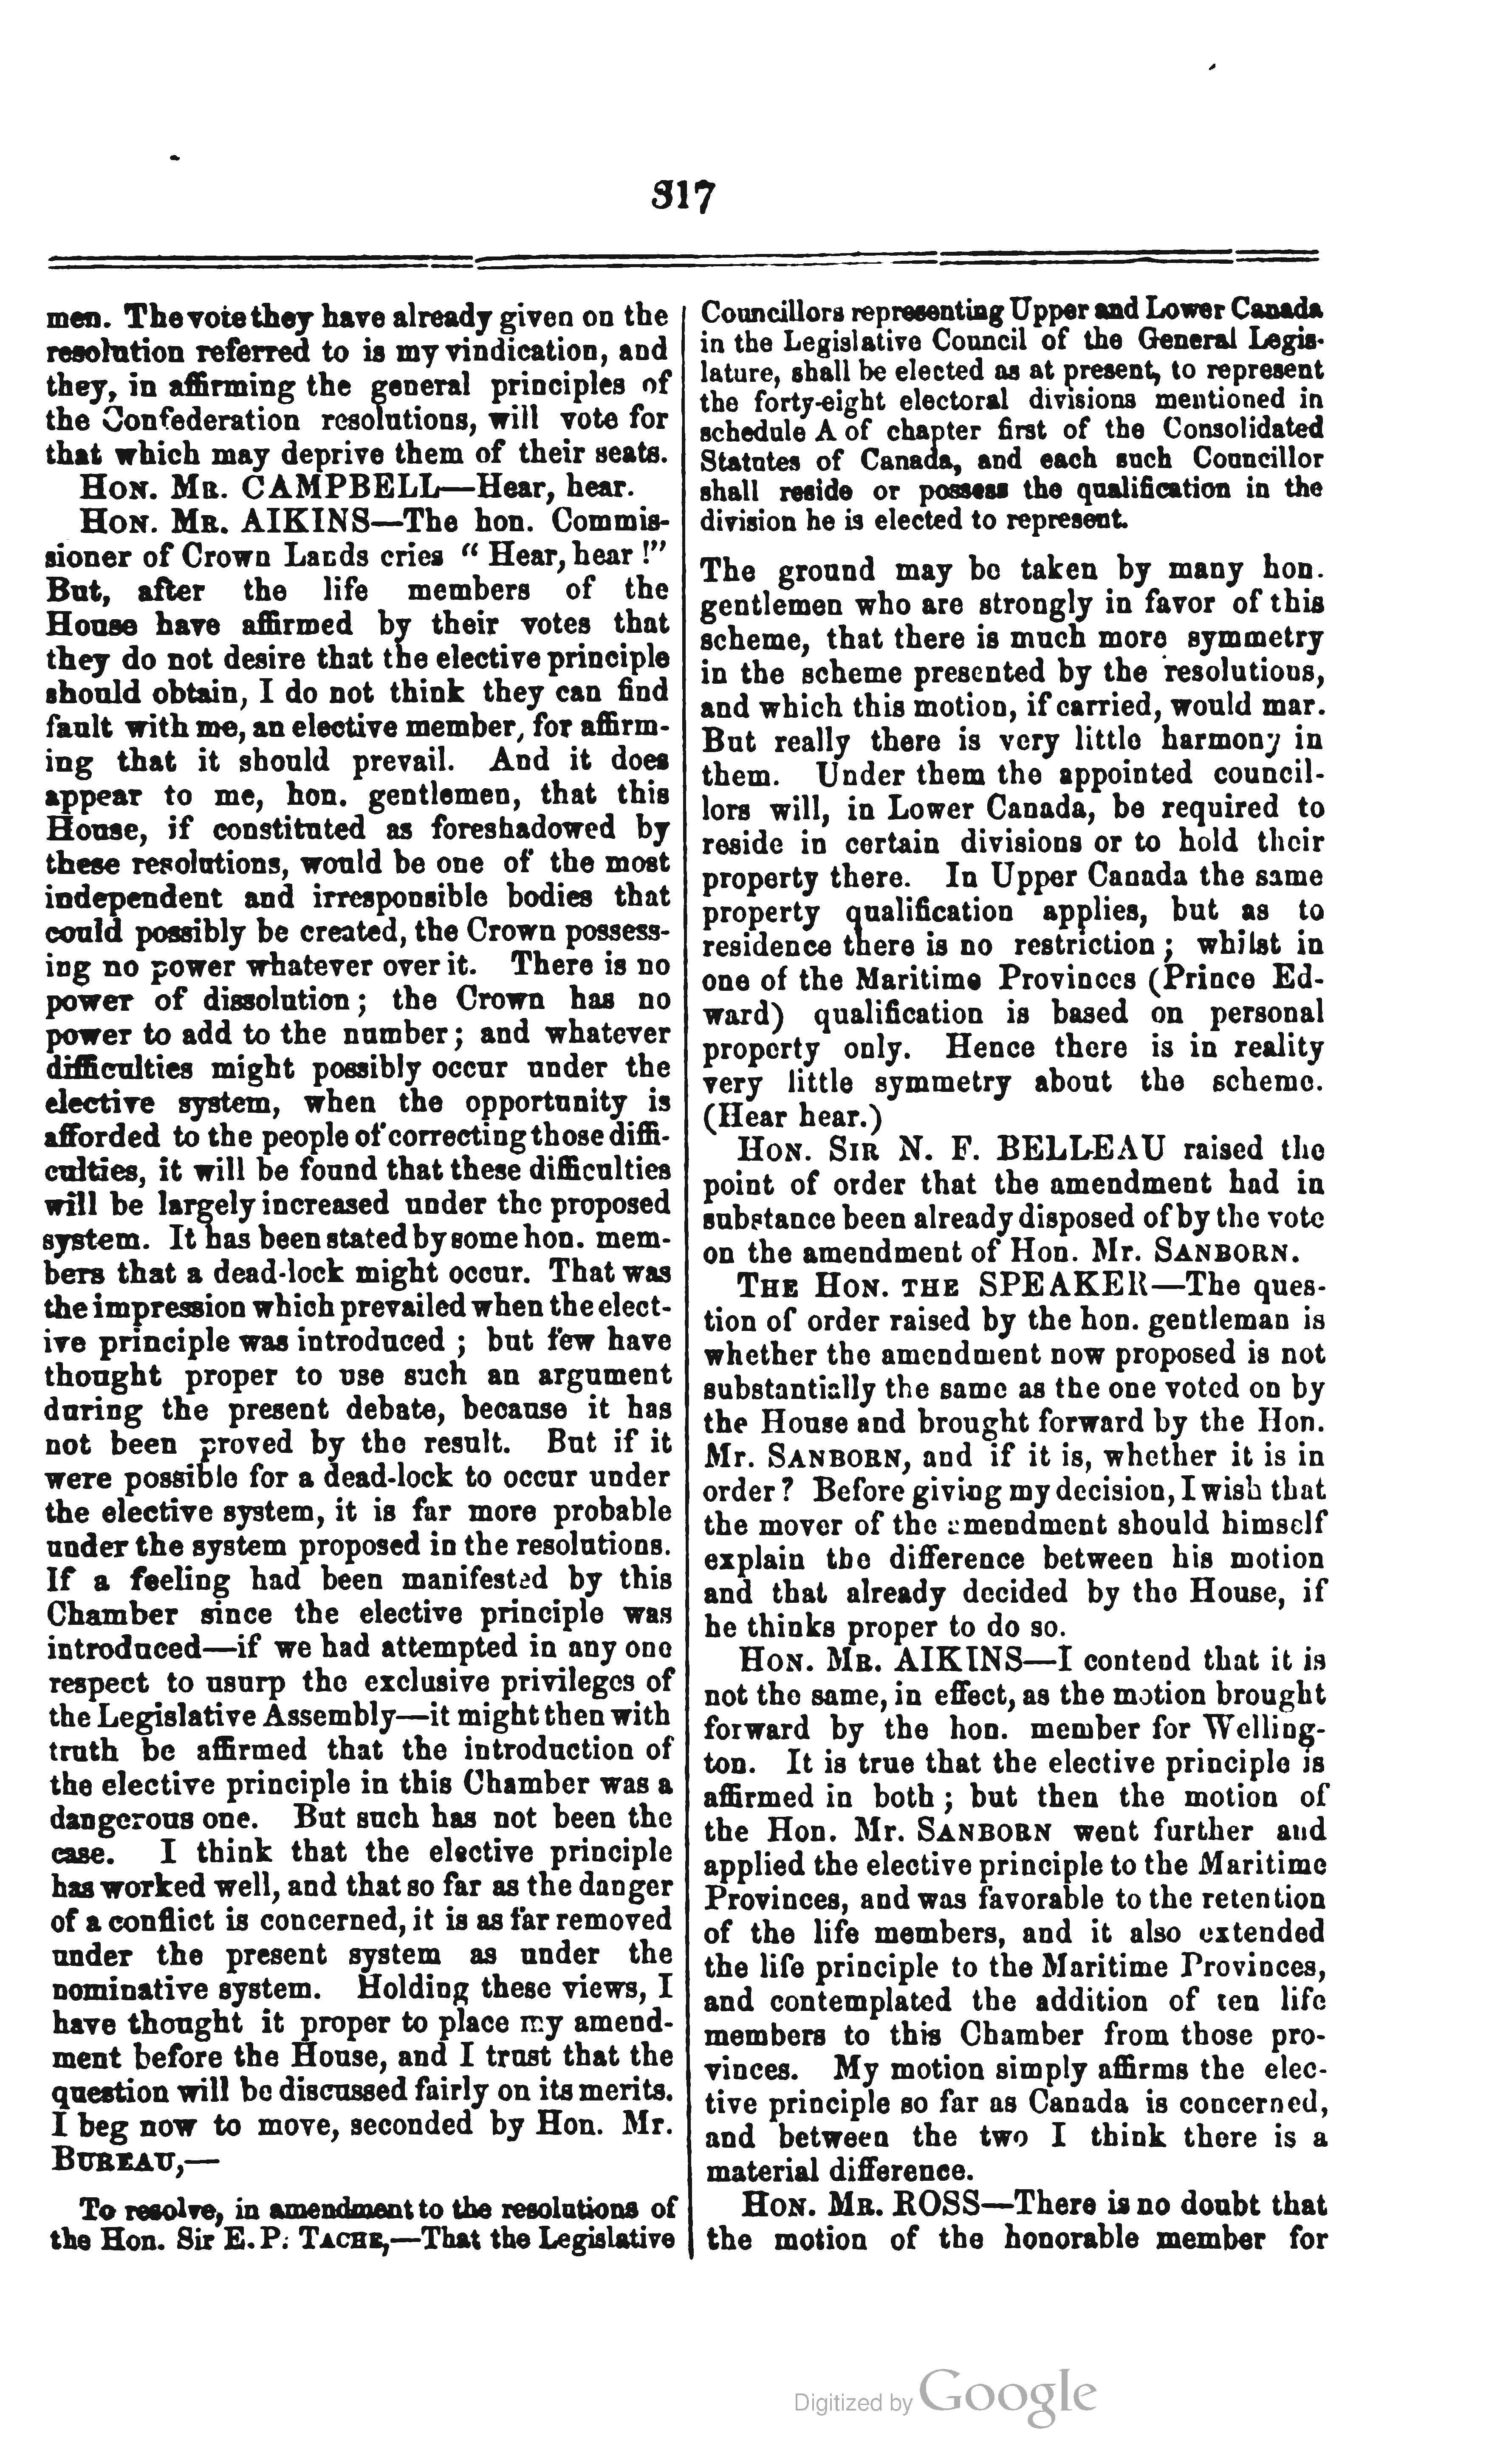 317
men. The vote they have already given on the
resolution referred to is my vindication, and
they, in affirming the general principles of
the Confederation resolutions, will vote for
that which may deprive them of their seats.
HON. MR. CAMPBELL—Hear, hear.
HON. MR. AIKINS—The hon. Commis-
sioner of Crown Lands cries “ Hear, hear !”
But, after the life members of the
House have affirmed by their votes that
they do not desire that the elective principle
should obtain, I do not think they can find
fault with me, an elective member, for affirm-
ing that it should prevail. And it does
appear to me, hon. gentlemen, that this
House, if constituted as foreshadowed by
these resolutions, would be one of the most
independent and irresponsible bodies that
could possibly be created, the Crown possess-
ing no power whatever over it. There is no
power of dissolution; the Crown has no
power to add to the number; and whatever
difficulties might possibly occur under the
elective system, when the opportunity is
afforded to the people of correcting those diffi-
culties, it will be found that these difficulties
will be largely increased under the proposed
system. It has been stated by some hon. mem-
bers that a dead-lock might occur. That was
the impression which prevailed when the elect-
ive principle was introduced ; but few have
thought proper to use such an argument
during the present debate, because it has
not been proved by the result. But if it
were possible for a dead-lock to occur under
the elective system, it is far more probable
under the system proposed in the resolutions.
If a feeling had been manifested by this
Chamber since the elective principle was
introduced—if we had attempted in any one
respect to usurp the exclusive privileges of
the Legislative Assembly—it might then with
truth be affirmed that the introduction of
the elective principle in this Chamber was a
dangerous one. But such has not been the
case. I think that the elective principle
has worked well, and that so far as the danger
of a conflict is concerned, it is as far removed
under the present system as under the
nominative system. Holding these views, I
have thought it proper to place my amend-
ment before the House, and I trust that the
question will be discussed fairly on its merits.
I beg now to move, seconded by Hon. Mr.
BUREAU,—
To resolve, in amendment to the resolutions of
the Hon. Sir E. P. TACHE,—That the Legislative
Councillors representing Upper and Lower Canada
in the Legislative Council of the General Legis-
lature, shall be elected as at present, to represent
the forty-eight electoral divisions mentioned in
schedule A of chapter first of the Consolidated
Statutes of Canada, and each such Councillor
shall reside or possess the qualification in the
division he is elected to represent.
The ground may be taken by many hon.
gentlemen who are strongly in favor of this
scheme, that there is much more symmetry
in the scheme presented by the resolutions,
and which this motion, if carried, would mar.
But really there is very little harmony in
them. Under them the appointed council-
lors will, in Lower Canada, be required to
reside in certain divisions or to hold their
property there. In Upper Canada the same
property qualification applies, but as to
residence there is no restriction ; whilst in
one of the Maritime Provinces (Prince Ed-
ward) qualification is based on personal
property only. Hence there is in reality
very little symmetry about the scheme.
(Hear hear.)
HON. SIR N. F. BELLEAU raised the
point of order that the amendment had in
substance been already disposed of by the vote
on the amendment of Hon. Mr. SANBORN.
THE HON. THE SPEAKER—The ques-
tion of order raised by the hon. gentleman is
whether the amendment now proposed is not
substantially the same as the one voted on by
the House and brought forward by the Hon.
Mr. SANBORN, and if it is, whether it is in
order ? Before giving my decision, I wish that
the mover of the amendment should himself
explain the difference between his motion
and that already decided by the House, if
he thinks proper to do so.
HON. MR. AIKINS—I contend that it is
not the same, in effect, as the motion brought
forward by the hon. member for Welling-
ton. It is true that the elective principle is
affirmed in both ; but then the motion of
the Hon. Mr. SANBORN went further and
applied the elective principle to the Maritime
Provinces, and was favorable to the retention
of the life members, and it also extended
the life principle to the Maritime Provinces,
and contemplated the addition of ten life
members to this Chamber from those pro-
vinces. My motion simply affirms the elec-
tive principle so far as Canada is concerned,
and between the two I think there is a
material difference.
HON. MR. ROSS—There is no doubt that
the motion of the honorable member for
Digitized by Google